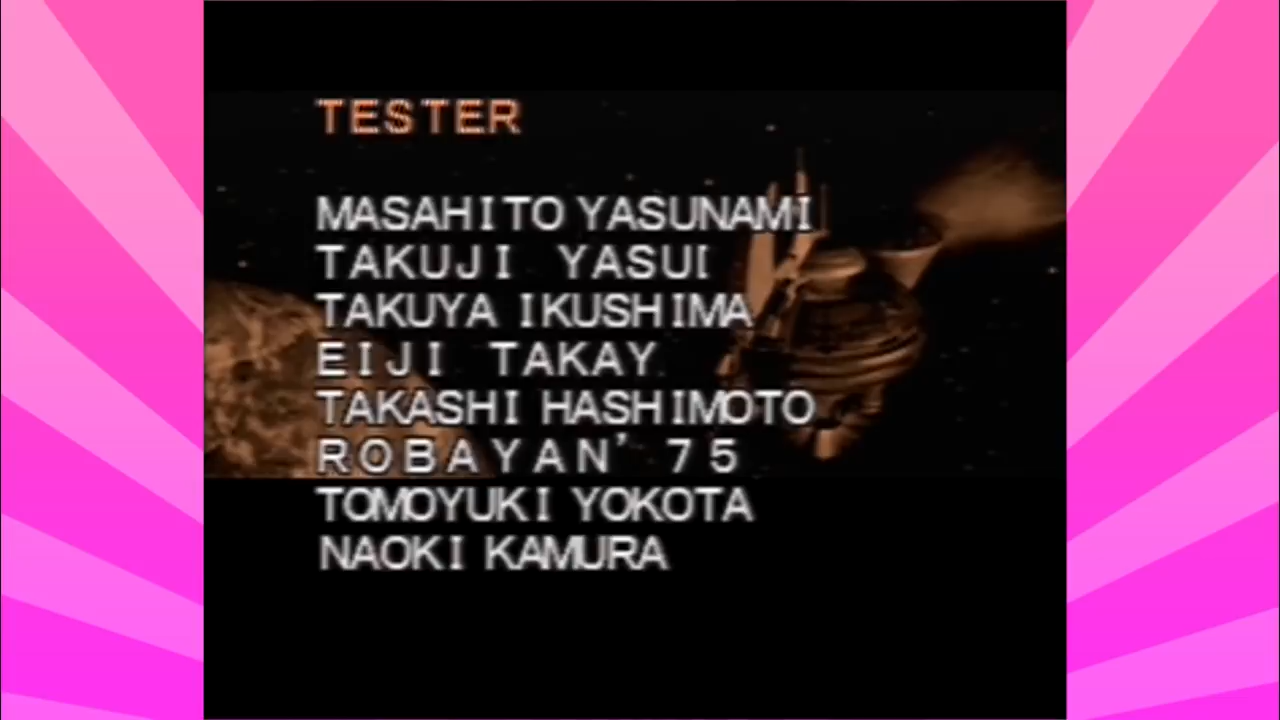 TESTER
MASAHITO YASUNAMI
TAKUJI YASUI
TAKUYA IKUSHIMA
EIJI TAKAY
TAKASHI HASHIMOTO
ROBAYAN' 75
TOMOYUKI YOKOTA
NAOKI KAMURA